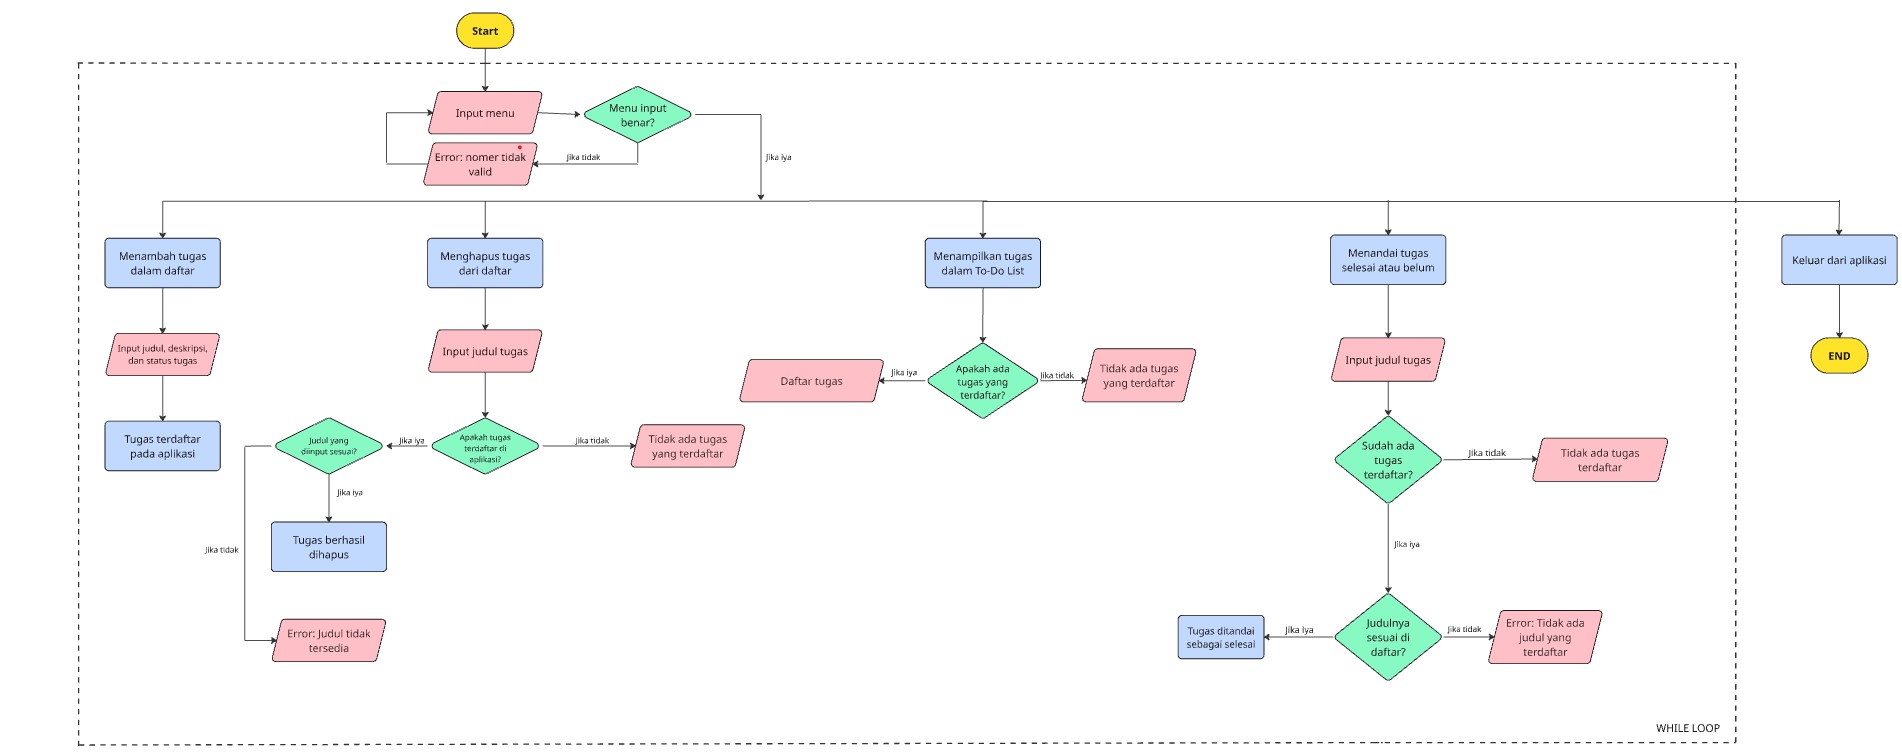 Start
Input menu
Menu input
benar?
Error: nomer tidak
valid
Jika tidak
Jika iya
Menambah tugas
dalam daftar
Menghapus tugas
dari daftar
Menampilkan tugas
dalam To-Do List
Menandai tugas
selesai atau belum
Keluar dari aplikasi
Input judul, deskripsi,
dan status tugas
Input judul tugas
Input judul tugas
END
Daftar tugas
Jika iya
Apakah ada
tugas yang
terdaftar?
Jika tidak
Tidak ada tugas
yang terdaftar
Tugas terdaftar
pada aplikasi
Judul yang
diinput sesuai?
Jika iya
Apakah tugas
terdaftar di
aplikasi?
Jika tidak
Tidak ada tugas
yang terdaftar
Sudah ada
tugas
terdaftar?
Jika tidak
Tidak ada tugas
terdaftar
Jika iya
Tugas berhasil
dihapus
Jika tidak
Jika iya
Error: Judul tidak
tersedia
Tugas ditandai
sebagai selesai
Jika iya
Judulnya
sesuai di
daftar?
Jika tidak
Error: Tidak ada
judul yang
terdaftar
WHILE LOOP